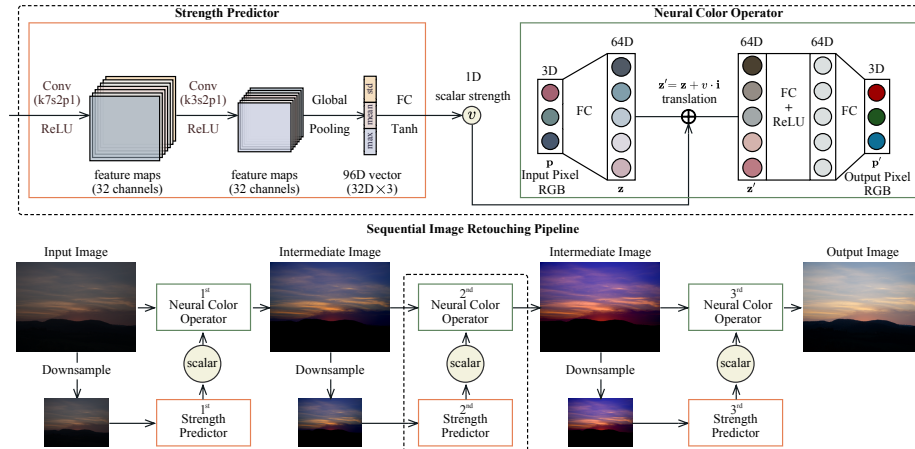 Strength Predictor
Neural Color Operator
Conv
(k7s2p1)
ReLU
Conv
(k3s2p1)
ReLU
Global
Pooling
std
mean
max
FC
Tanh
feature maps
(32 channels)
feature maps
(32 channels)
96D vector
(32D×3)
1D
scalar strength
v
3D
64D
FC
p
Input Pixel
RGB
z
z′ = z + v · i
translation
64D
64D
FC
+
ReLU
FC
3D
z′
p′
Output Pixel
RGB
Sequential Image Retouching Pipeline
Input Image
Intermediate Image
Intermediate Image
Output Image
1st
Neural Color
Operator
2nd
Neural Color
Operator
3rd
Neural Color
Operator
scalar
scalar
scalar
Downsample
Downsample
Downsample
1st
Strength
Predictor
2nd
Strength
Predictor
3rd
Strength
Predictor